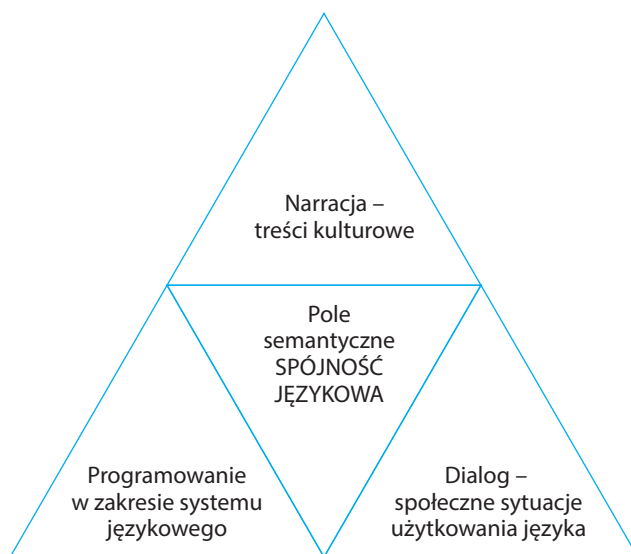 Narracja –
treści kulturowe
Pole
semantyczne
SPÓJNOŚĆ
JĘZYKOWA
Programowanie
w zakresie systemu
językowego
Dialog –
społeczne sytuacje
użytkowania języka